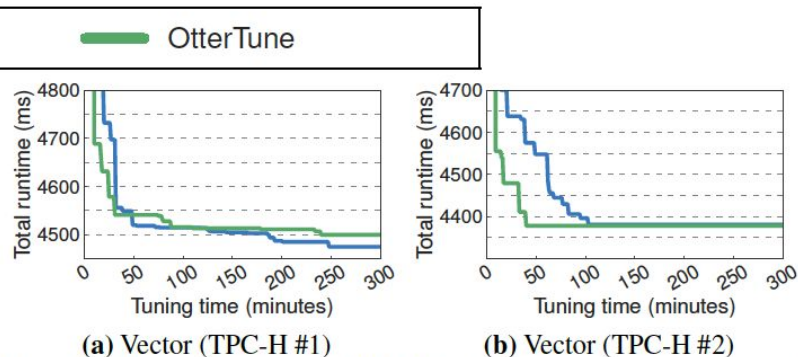 OtterTune
4800
4700
4600
4500
Total runtime (ms)
0 50 100 150 200 250 300
Tuning time (minutes)
(a) Vector (TPC-H #1)
4700
4600
4500
4400
Total runtime (ms)
0 50 100 150 200 250 300
Tuning time (minutes)
(b) Vector (TPC-H #2)